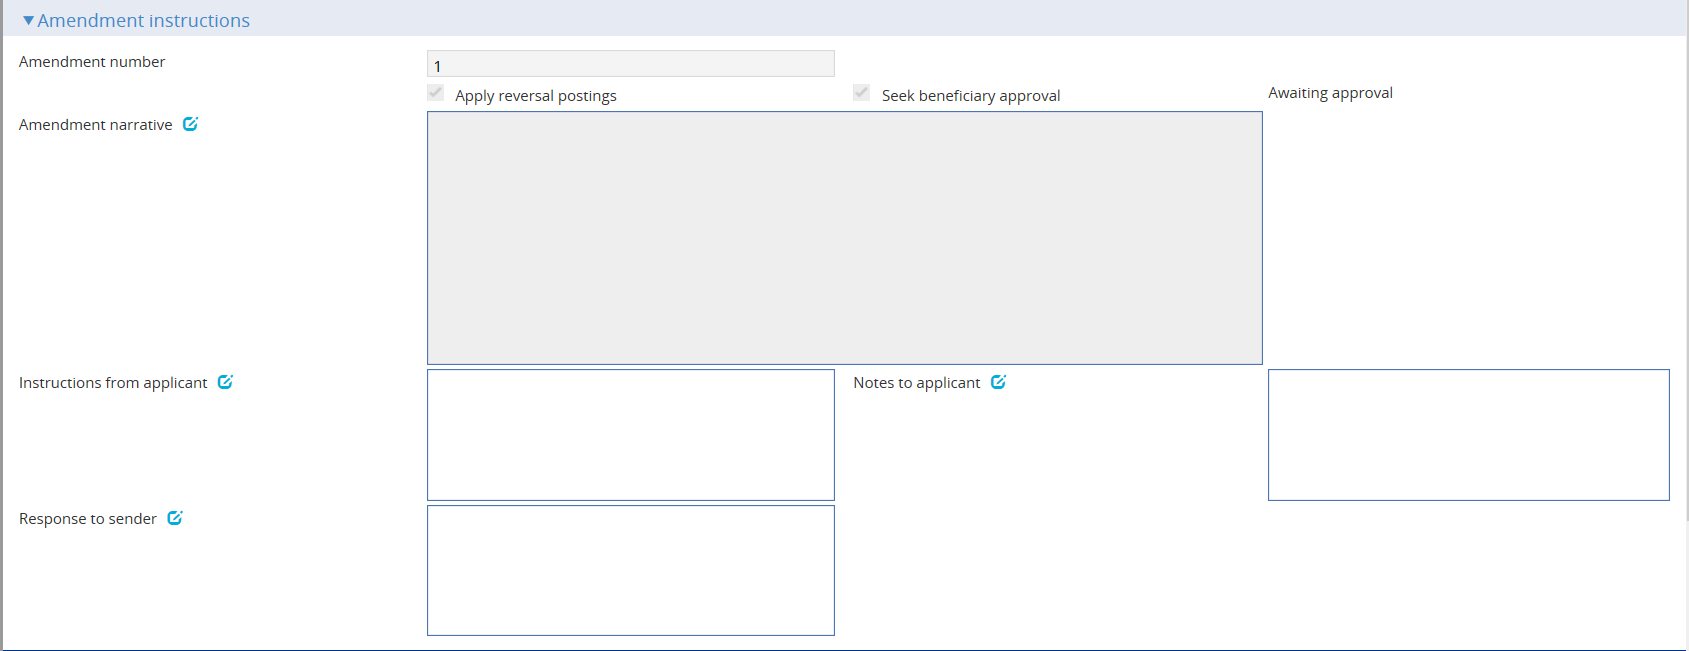 Amendment instructions
Amendment number
1
Apply reversal postings
Seek beneficiary approval
Awaiting approval
Amendment narrative
Instructions from applicant
Notes to applicant
Response to sender